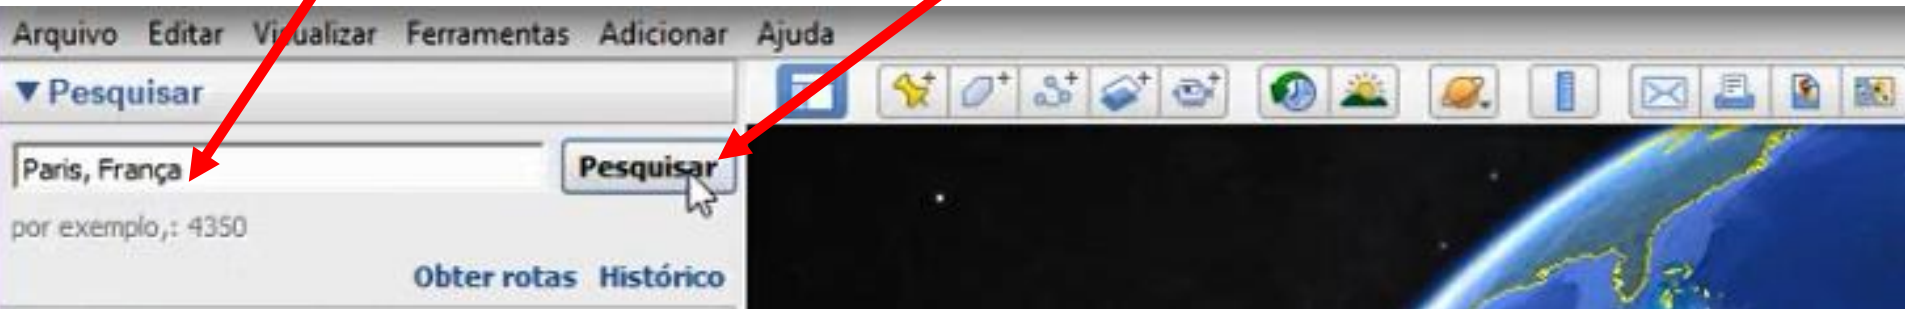 Arquivo Editar Visualizar Ferramentas Adicionar Ajuda
▼ Pesquisar
Paris, França Pesquisar
por exemplo,: 4350
Obter rotas Histórico